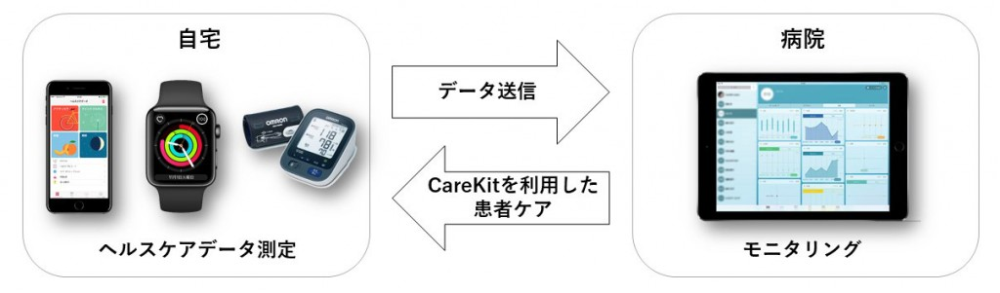 自宅
病院
データ送信
CareKitを利用した
患者ケア
OMRON
118
78
ヘルスケアデータ測定
モニタリング